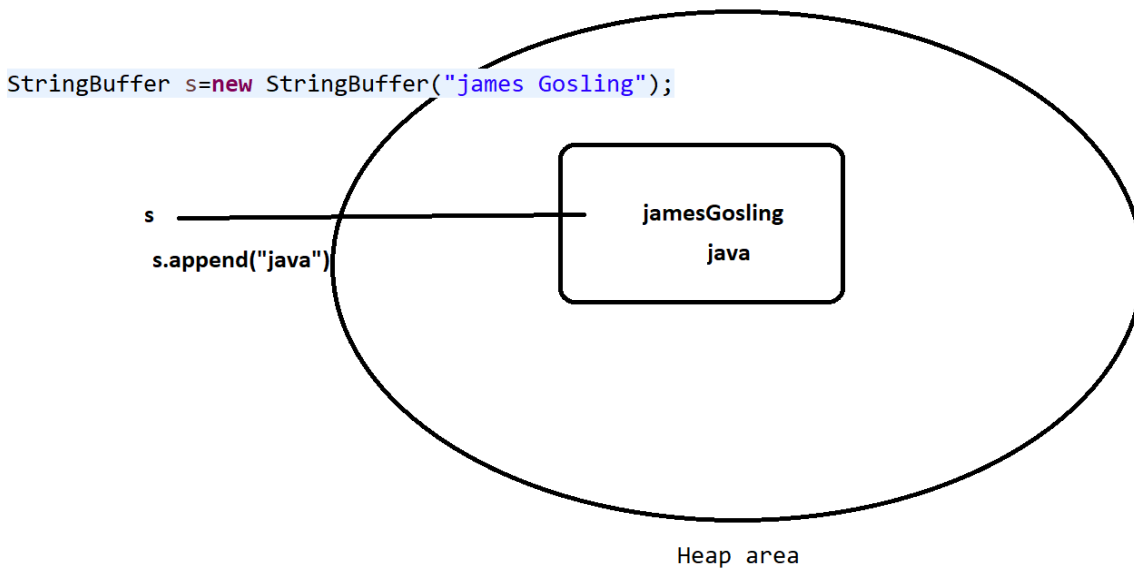 StringBuffer s=new StringBuffer("james Gosling");
s
jamesGosling
s.append("java")
java
Heap area